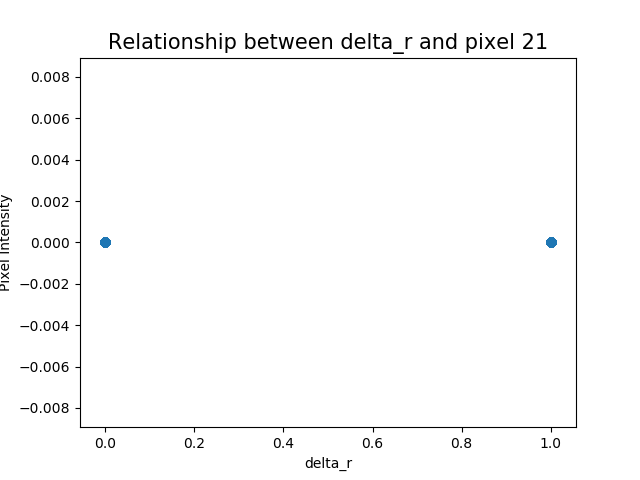 Relationship between delta_r and pixel 21
Pixel Intensity
0.008
0.006
0.004
0.002
0.000
−0.002
−0.004
−0.006
−0.008
0.0 0.2 0.4 0.6 0.8 1.0
delta_r